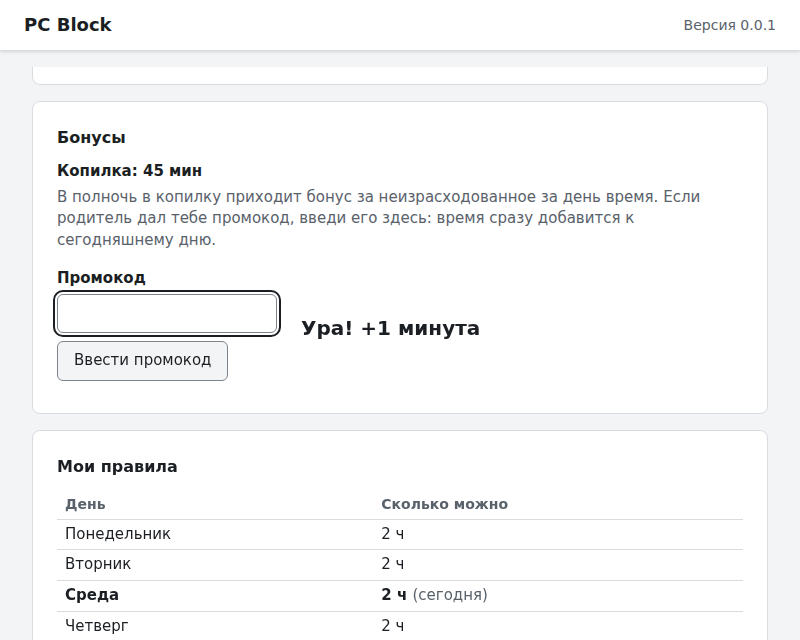 PC Block
Версия 0.0.1
Бонусы
Копилка: 45 мин
В полночь в копилку приходит бонус за неизрасходованное за день время. Если
родитель дал тебе промокод, введи его здесь: время сразу добавится к
сегодняшнему дню.
Промокод
Ура! +1 минута
Ввести промокод
Мои правила
День Сколько можно
Понедельник 2 ч
Вторник 2 ч
Среда 2 ч (сегодня)
Четверг 2 ч